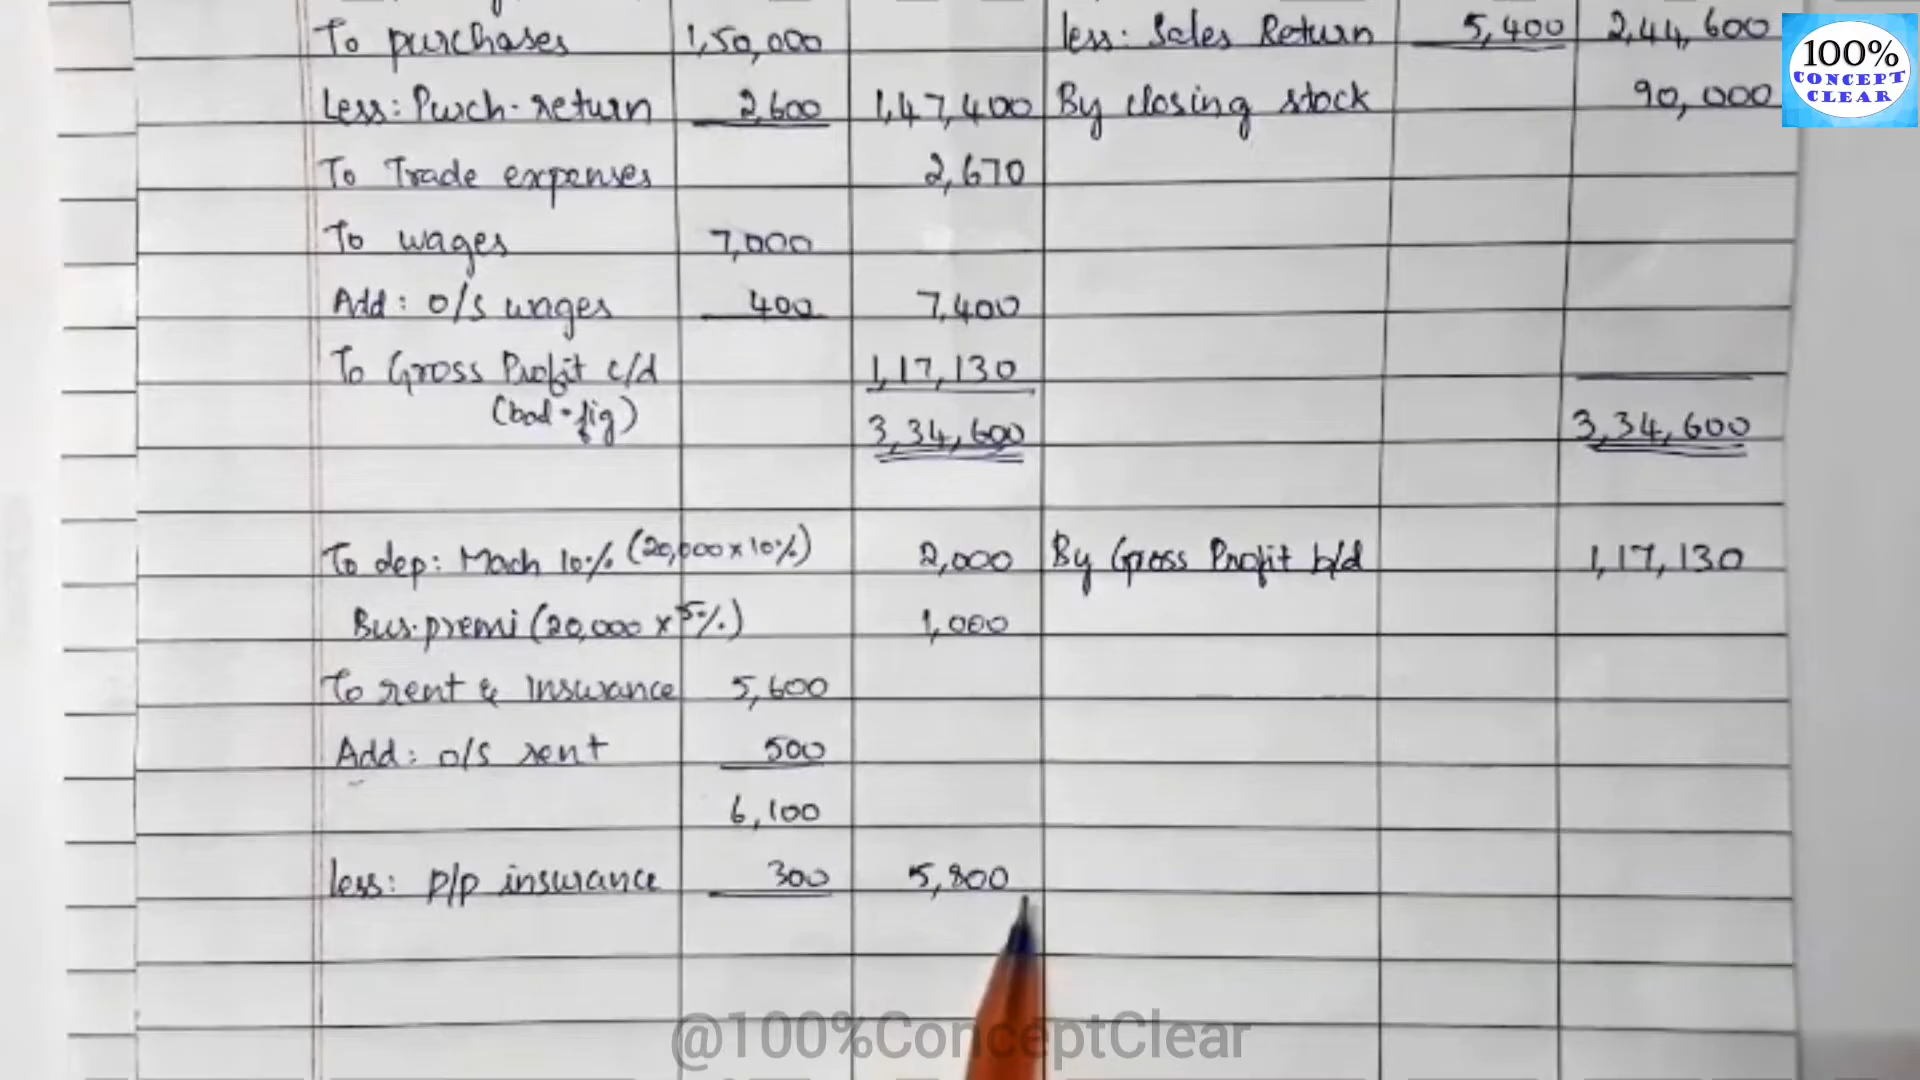 To purchases 1,50,000 less: Sales Return 5,400 2,44,600
Less: Purch. return 2,600 1,47,400 By closing stock 90,000
To Trade expenses 2,670
To wages 7,000
Add: o/s wages 400 7,400
To Gross Profit c/d 1,17,130
(bal. fig) 3,34,600 3,34,600
To dep: Mach 10% (20,000 x 10%) 2,000 By Gross Profit b/d 1,17,130
Bus. premi (20,000 x 5%) 1,000
To rent & Insurance 5,600
Add: o/s rent 500
6,100
less: p/p insurance 300 5,800
100%
CONCEPT
CLEAR
@100%ConceptClear